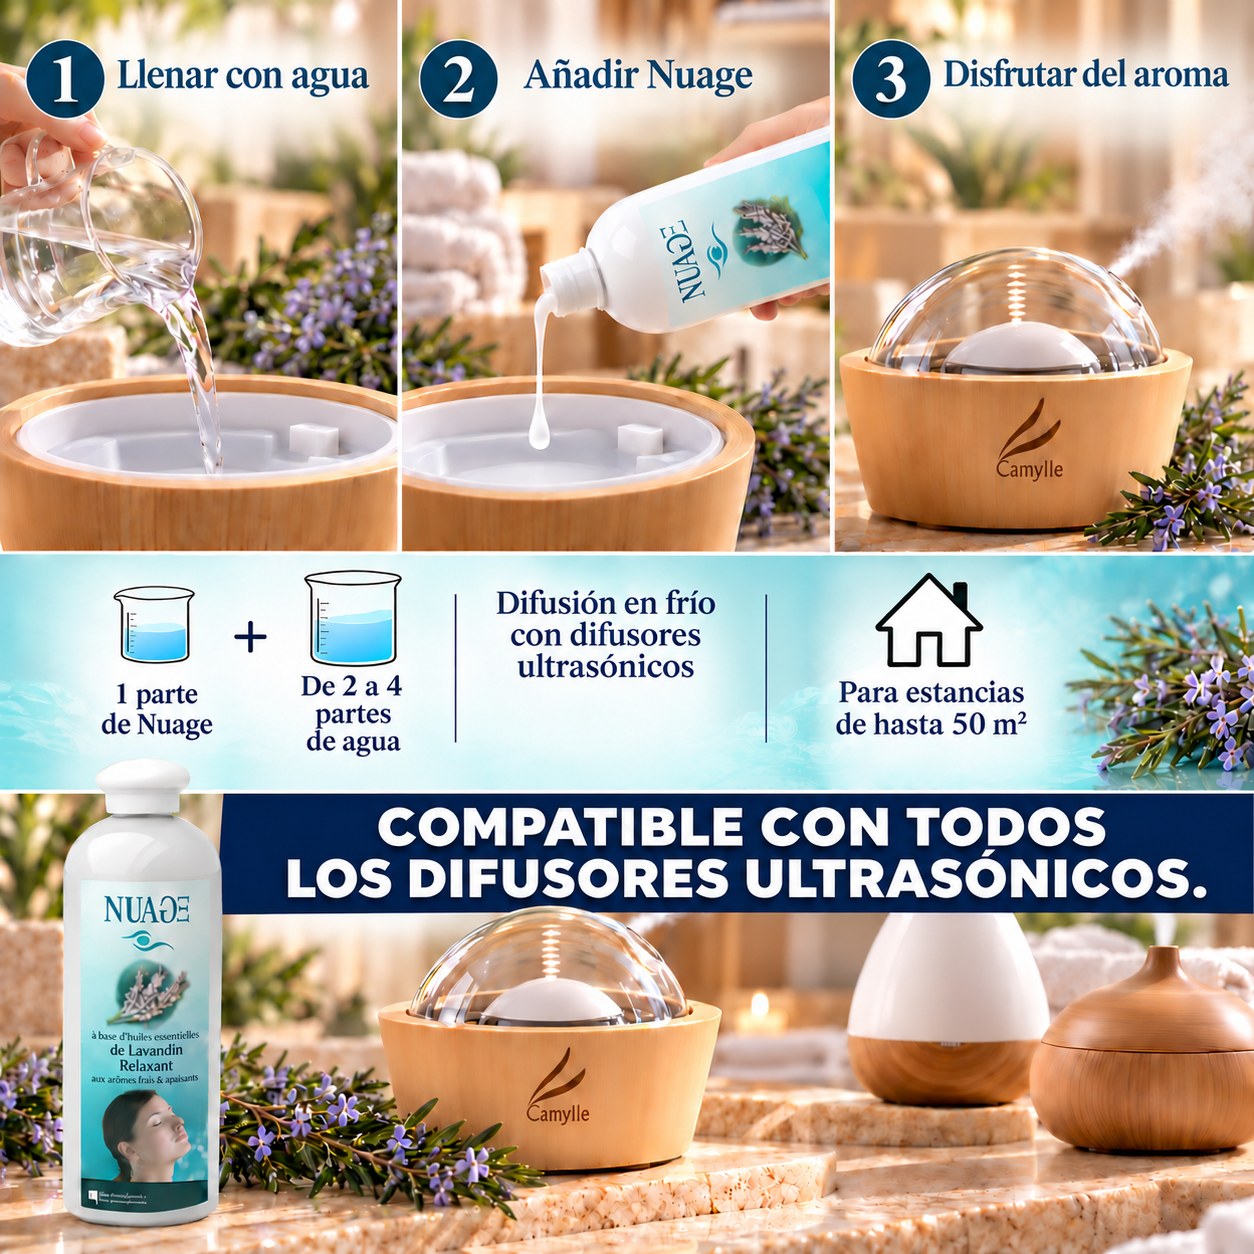 1 Llenar con agua
2 Añadir Nuage
3 Disfrutar del aroma
NUAGE
Camylle
1 parte
de Nuage
+
De 2 a 4
partes
de agua
Difusión en frío
con difusores
ultrasónicos
Para estancias
de hasta 50 m²
COMPATIBLE CON TODOS
LOS DIFUSORES ULTRASÓNICOS.
NUAGE
à base d'huiles essentielles
de Lavandin
Relaxant
aux arômes frais & apaisants
Camylle